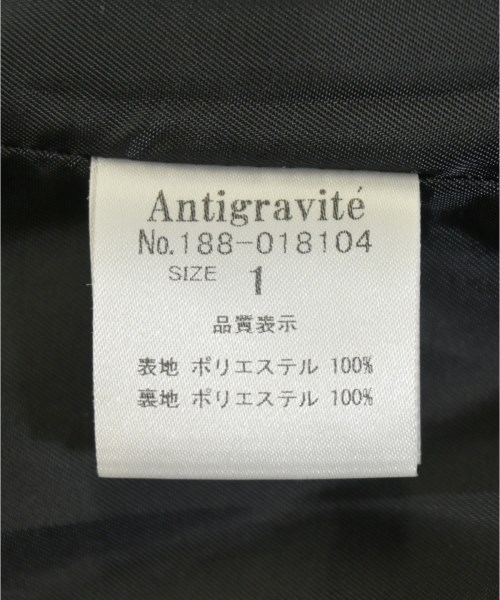 Antigravité
No.188-018104
SIZE 1
品質表示
表地 ポリエステル 100%
裏地 ポリエステル 100%